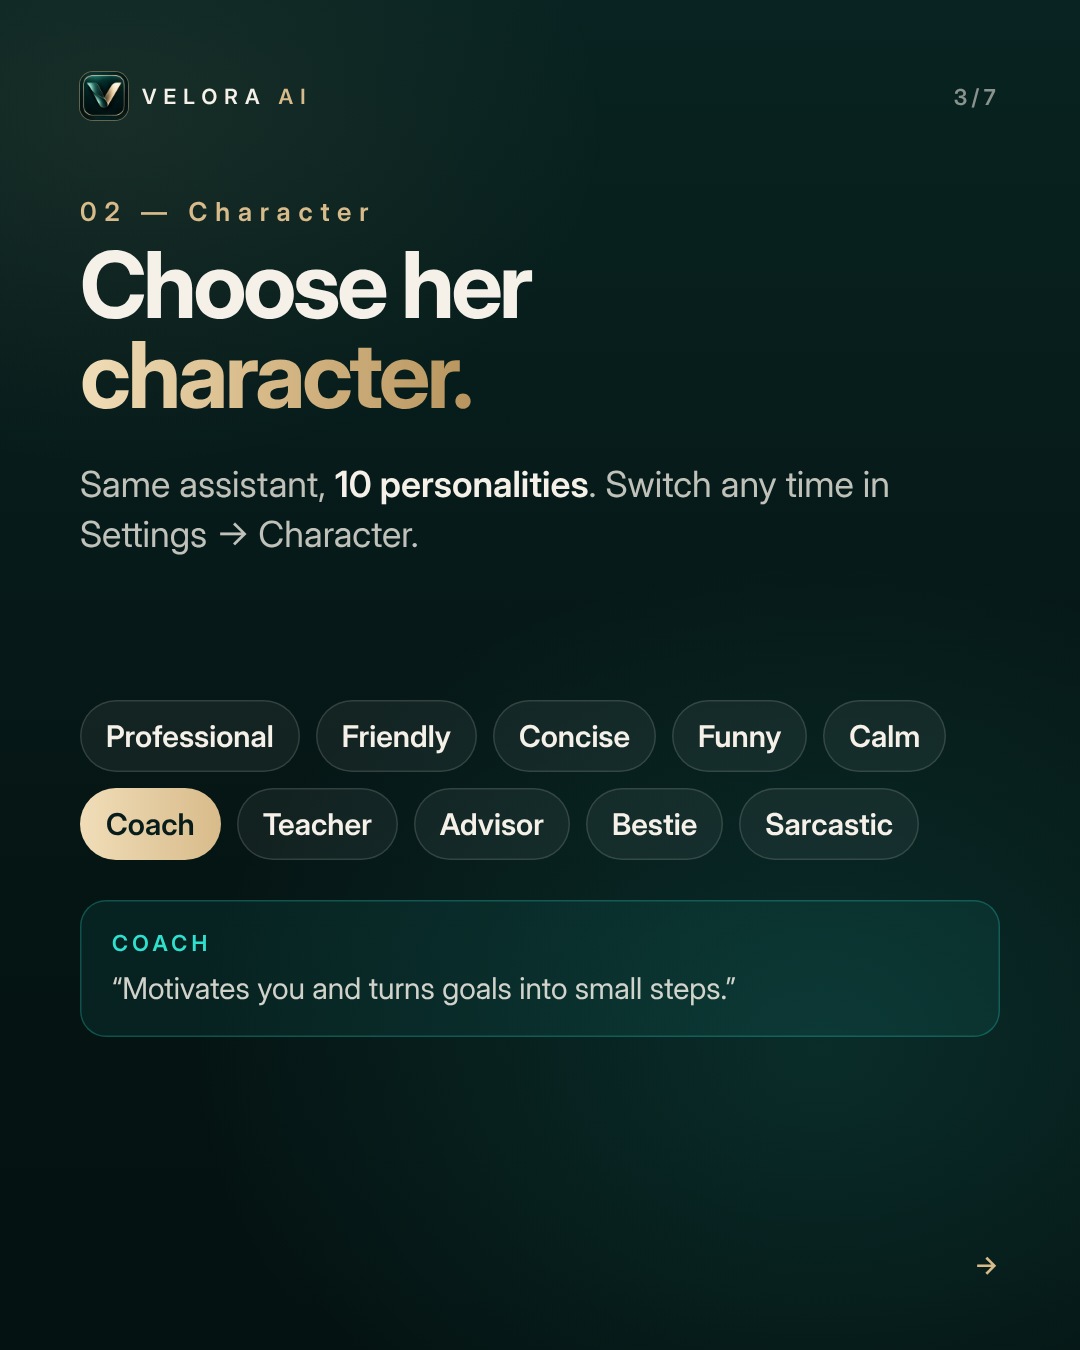 VELORA AI
3/7
02 — Character
Choose her
character.
Same assistant, 10 personalities. Switch any time in
Settings → Character.
Professional Friendly Concise Funny Calm
Coach Teacher Advisor Bestie Sarcastic
COACH
“Motivates you and turns goals into small steps.”
→